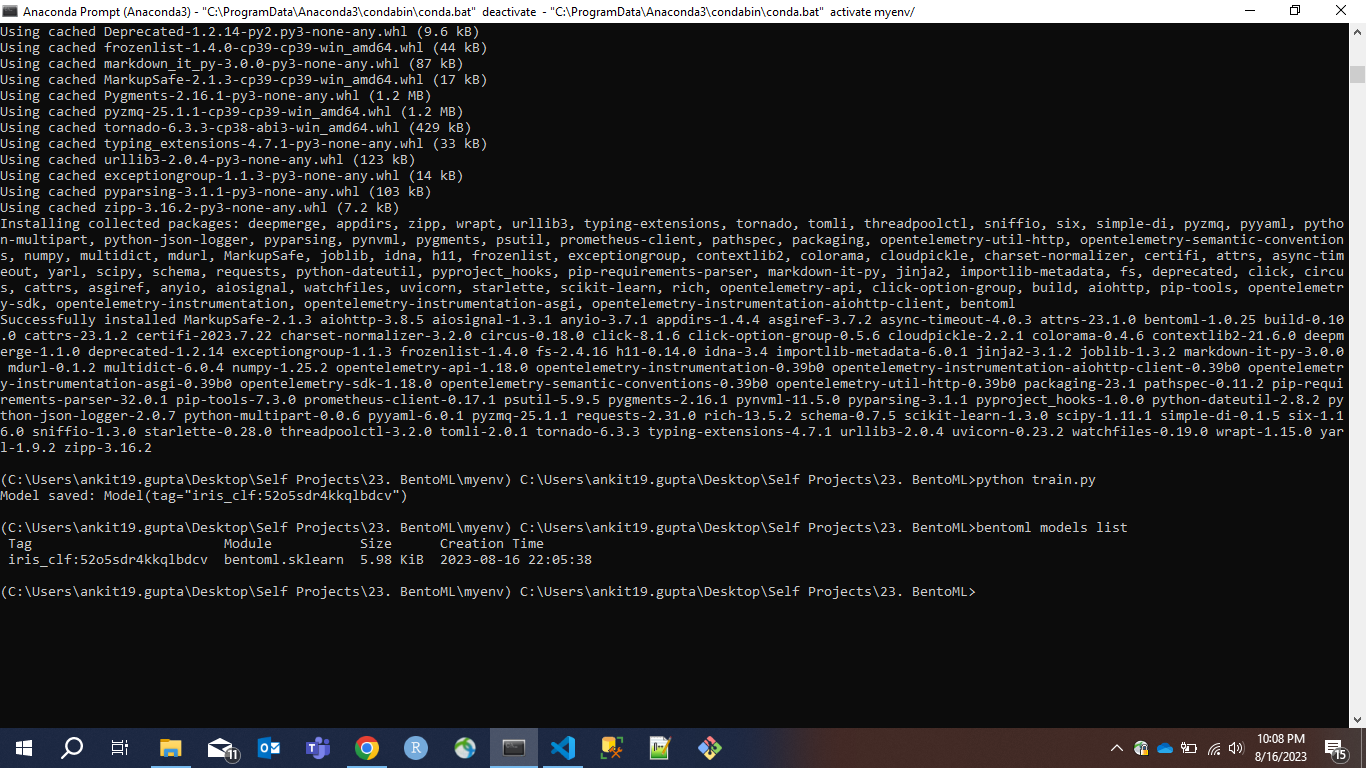 Anaconda Prompt (Anaconda3) - "C:\ProgramData\Anaconda3\condabin\conda.bat"  deactivate  - "C:\ProgramData\Anaconda3\condabin\conda.bat"  activate myenv/
Using cached Deprecated-1.2.14-py2.py3-none-any.whl (9.6 kB)
Using cached frozenlist-1.4.0-cp39-cp39-win_amd64.whl (44 kB)
Using cached markdown_it_py-3.0.0-py3-none-any.whl (87 kB)
Using cached MarkupSafe-2.1.3-cp39-cp39-win_amd64.whl (17 kB)
Using cached Pygments-2.16.1-py3-none-any.whl (1.2 MB)
Using cached pyzmq-25.1.1-cp39-cp39-win_amd64.whl (1.2 MB)
Using cached tornado-6.3.3-cp38-abi3-win_amd64.whl (429 kB)
Using cached typing_extensions-4.7.1-py3-none-any.whl (33 kB)
Using cached urllib3-2.0.4-py3-none-any.whl (123 kB)
Using cached exceptiongroup-1.1.3-py3-none-any.whl (14 kB)
Using cached pyparsing-3.1.1-py3-none-any.whl (103 kB)
Using cached zipp-3.16.2-py3-none-any.whl (7.2 kB)
Installing collected packages: deepmerge, appdirs, zipp, wrapt, urllib3, typing-extensions, tornado, tomli, threadpoolctl, sniffio, six, simple-di, pyzmq, pyyaml, pytho
n-multipart, python-json-logger, pyparsing, pynvml, pygments, psutil, prometheus-client, pathspec, packaging, opentelemetry-util-http, opentelemetry-semantic-convention
s, numpy, multidict, mdurl, MarkupSafe, joblib, idna, h11, frozenlist, exceptiongroup, contextlib2, colorama, cloudpickle, charset-normalizer, certifi, attrs, async-tim
eout, yarl, scipy, schema, requests, python-dateutil, pyproject_hooks, pip-requirements-parser, markdown-it-py, jinja2, importlib-metadata, fs, deprecated, click, circu
s, cattrs, asgiref, anyio, aiosignal, watchfiles, uvicorn, starlette, scikit-learn, rich, opentelemetry-api, click-option-group, build, aiohttp, pip-tools, opentelemetr
y-sdk, opentelemetry-instrumentation, opentelemetry-instrumentation-asgi, opentelemetry-instrumentation-aiohttp-client, bentoml
Successfully installed MarkupSafe-2.1.3 aiohttp-3.8.5 aiosignal-1.3.1 anyio-3.7.1 appdirs-1.4.4 asgiref-3.7.2 async-timeout-4.0.3 attrs-23.1.0 bentoml-1.0.25 build-0.10
.0 cattrs-23.1.2 certifi-2023.7.22 charset-normalizer-3.2.0 circus-0.18.0 click-8.1.6 click-option-group-0.5.6 cloudpickle-2.2.1 colorama-0.4.6 contextlib2-21.6.0 deepm
erge-1.1.0 deprecated-1.2.14 exceptiongroup-1.1.3 frozenlist-1.4.0 fs-2.4.16 h11-0.14.0 idna-3.4 importlib-metadata-6.0.1 jinja2-3.1.2 joblib-1.3.2 markdown-it-py-3.0.0
 mdurl-0.1.2 multidict-6.0.4 numpy-1.25.2 opentelemetry-api-1.18.0 opentelemetry-instrumentation-0.39b0 opentelemetry-instrumentation-aiohttp-client-0.39b0 opentelemetr
y-instrumentation-asgi-0.39b0 opentelemetry-sdk-1.18.0 opentelemetry-semantic-conventions-0.39b0 opentelemetry-util-http-0.39b0 packaging-23.1 pathspec-0.11.2 pip-requi
rements-parser-32.0.1 pip-tools-7.3.0 prometheus-client-0.17.1 psutil-5.9.5 pygments-2.16.1 pynvml-11.5.0 pyparsing-3.1.1 pyproject_hooks-1.0.0 python-dateutil-2.8.2 py
thon-json-logger-2.0.7 python-multipart-0.0.6 pyyaml-6.0.1 pyzmq-25.1.1 requests-2.31.0 rich-13.5.2 schema-0.7.5 scikit-learn-1.3.0 scipy-1.11.1 simple-di-0.1.5 six-1.1
6.0 sniffio-1.3.0 starlette-0.28.0 threadpoolctl-3.2.0 tomli-2.0.1 tornado-6.3.3 typing-extensions-4.7.1 urllib3-2.0.4 uvicorn-0.23.2 watchfiles-0.19.0 wrapt-1.15.0 yar
l-1.9.2 zipp-3.16.2
(C:\Users\ankit19.gupta\Desktop\Self Projects\23. BentoML\myenv) C:\Users\ankit19.gupta\Desktop\Self Projects\23. BentoML>python train.py
Model saved: Model(tag="iris_clf:52o5sdr4kkqlbdcv")
(C:\Users\ankit19.gupta\Desktop\Self Projects\23. BentoML\myenv) C:\Users\ankit19.gupta\Desktop\Self Projects\23. BentoML>bentoml models list
 Tag                        Module           Size      Creation Time
 iris_clf:52o5sdr4kkqlbdcv  bentoml.sklearn  5.98 KiB  2023-08-16 22:05:38
(C:\Users\ankit19.gupta\Desktop\Self Projects\23. BentoML\myenv) C:\Users\ankit19.gupta\Desktop\Self Projects\23. BentoML>
11
R
10:08 PM
8/16/2023
15